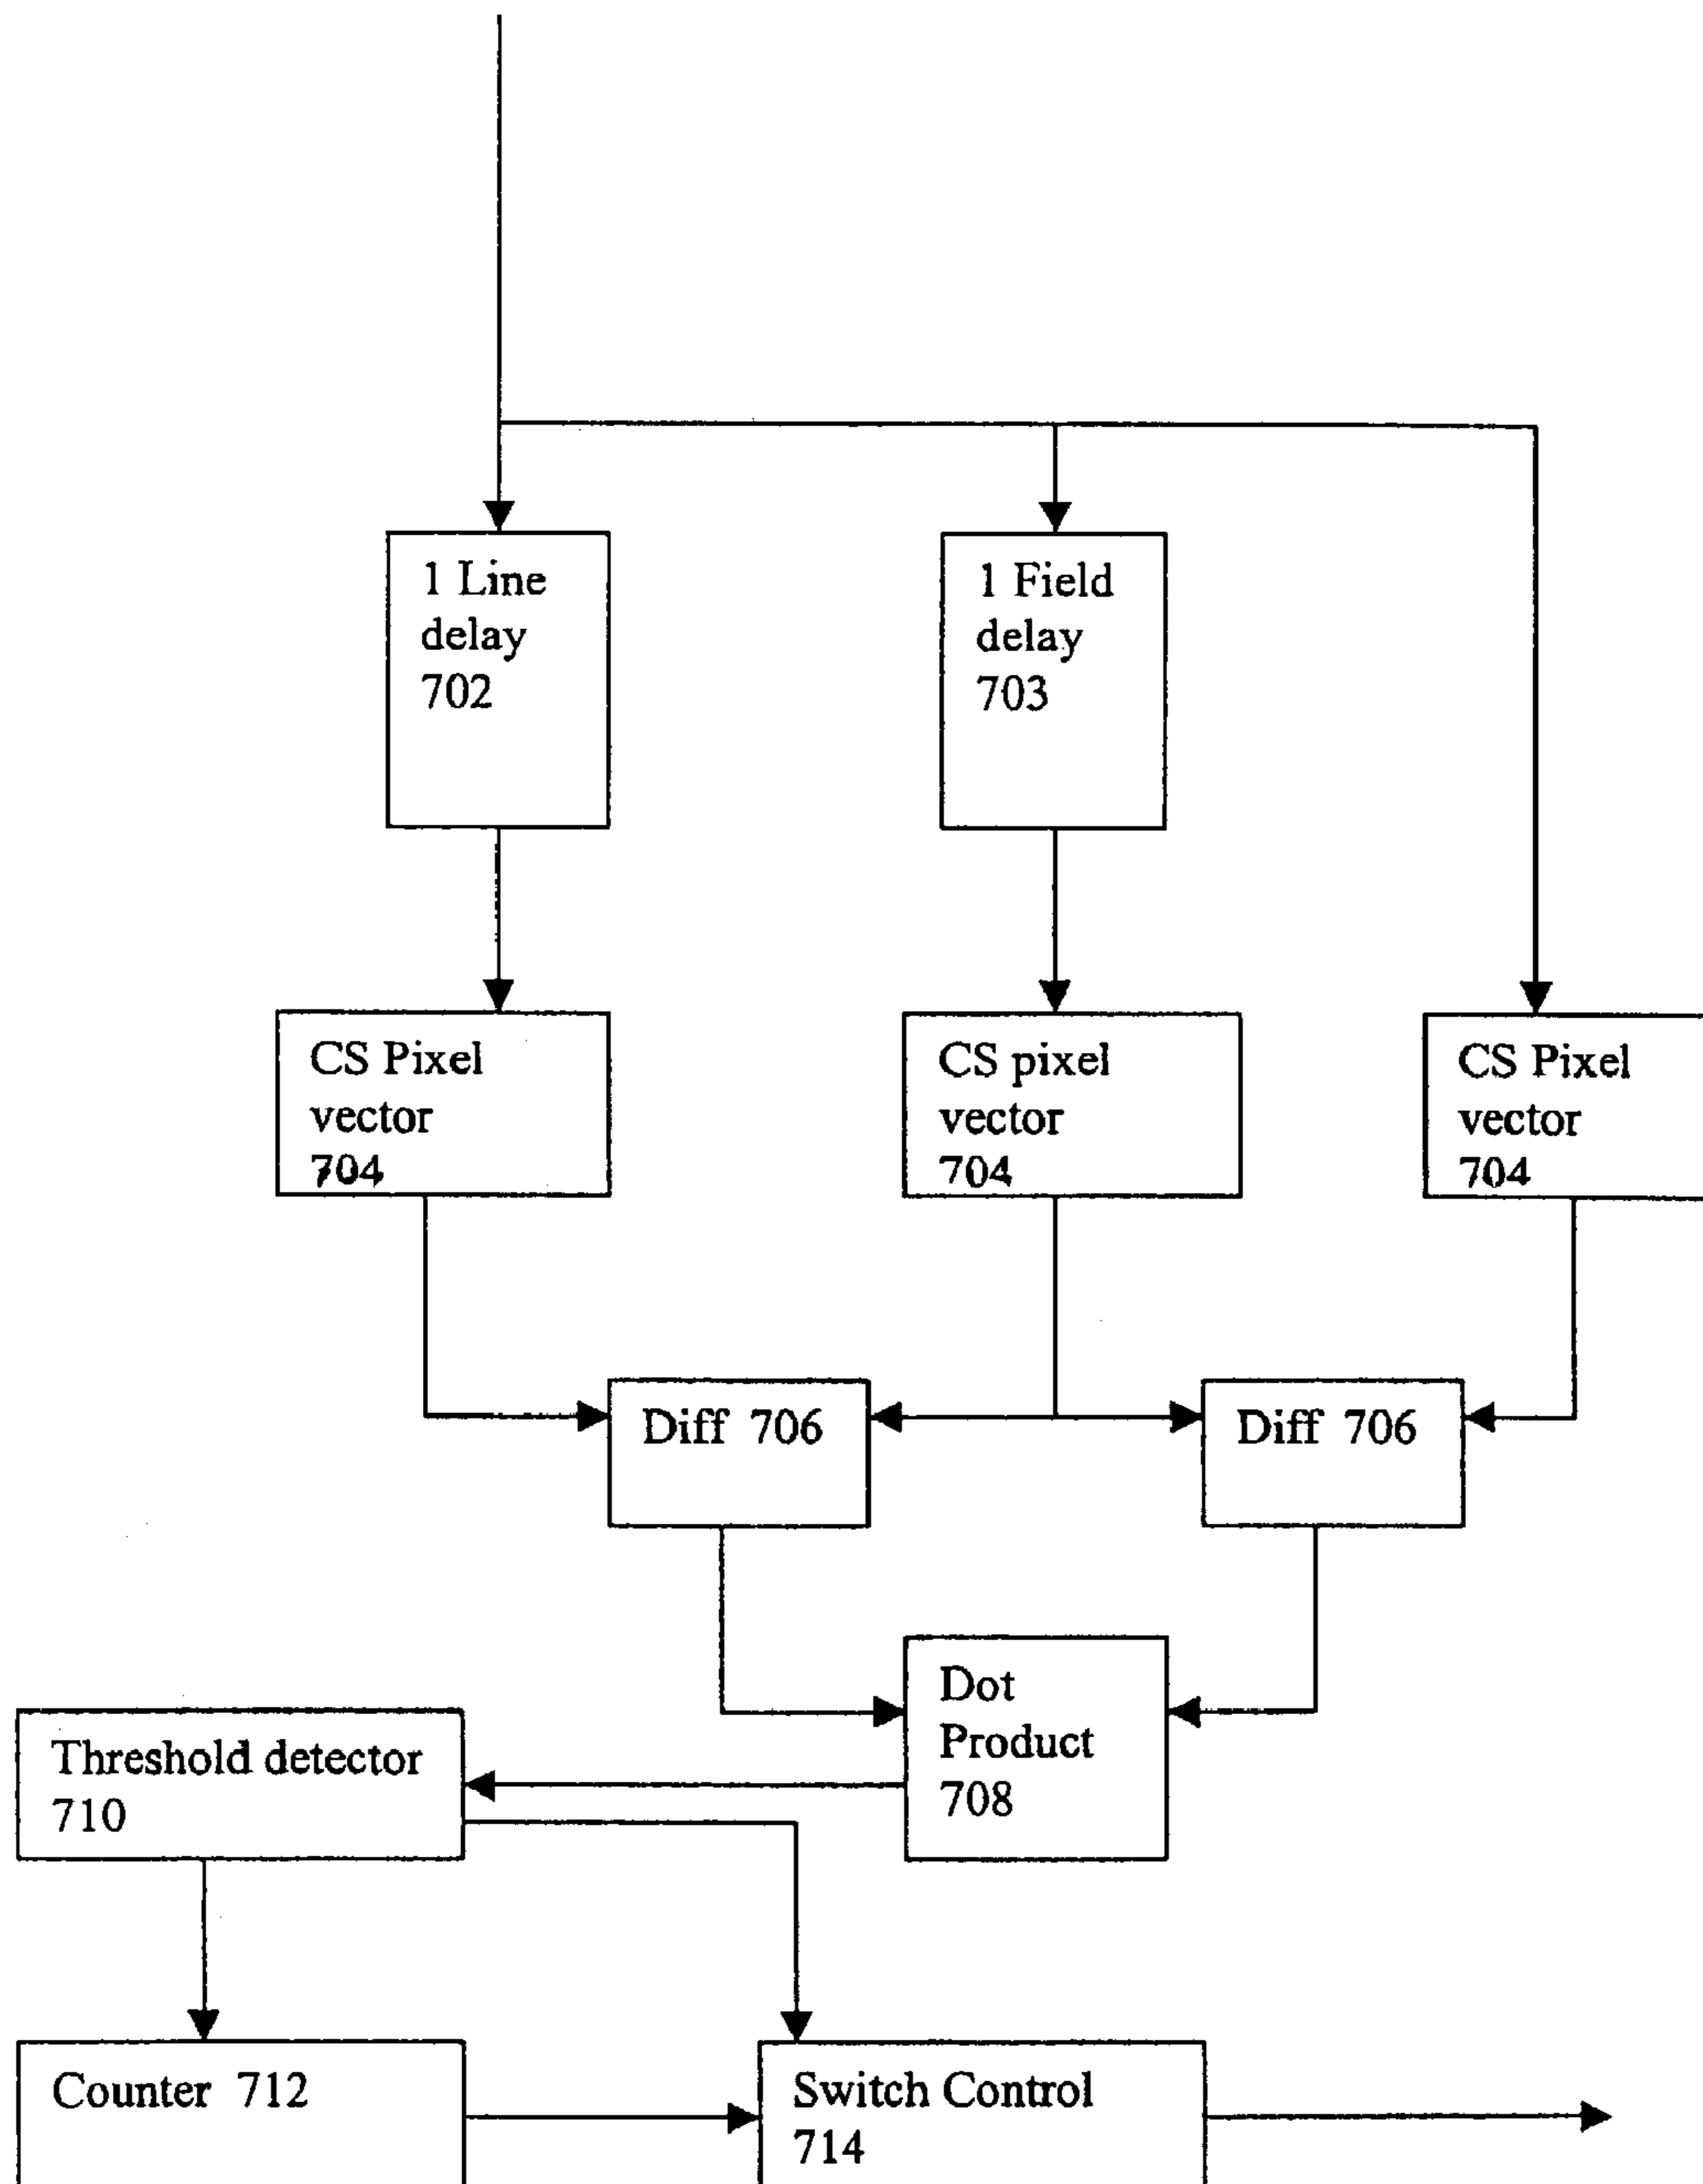 1 Line
delay
702
1 Field
delay
703
CS Pixel
vector
704
CS pixel
vector
704
CS Pixel
vector
704
Diff 706
Diff 706
Dot
Product
708
Threshold detector
710
Counter 712
Switch Control
714